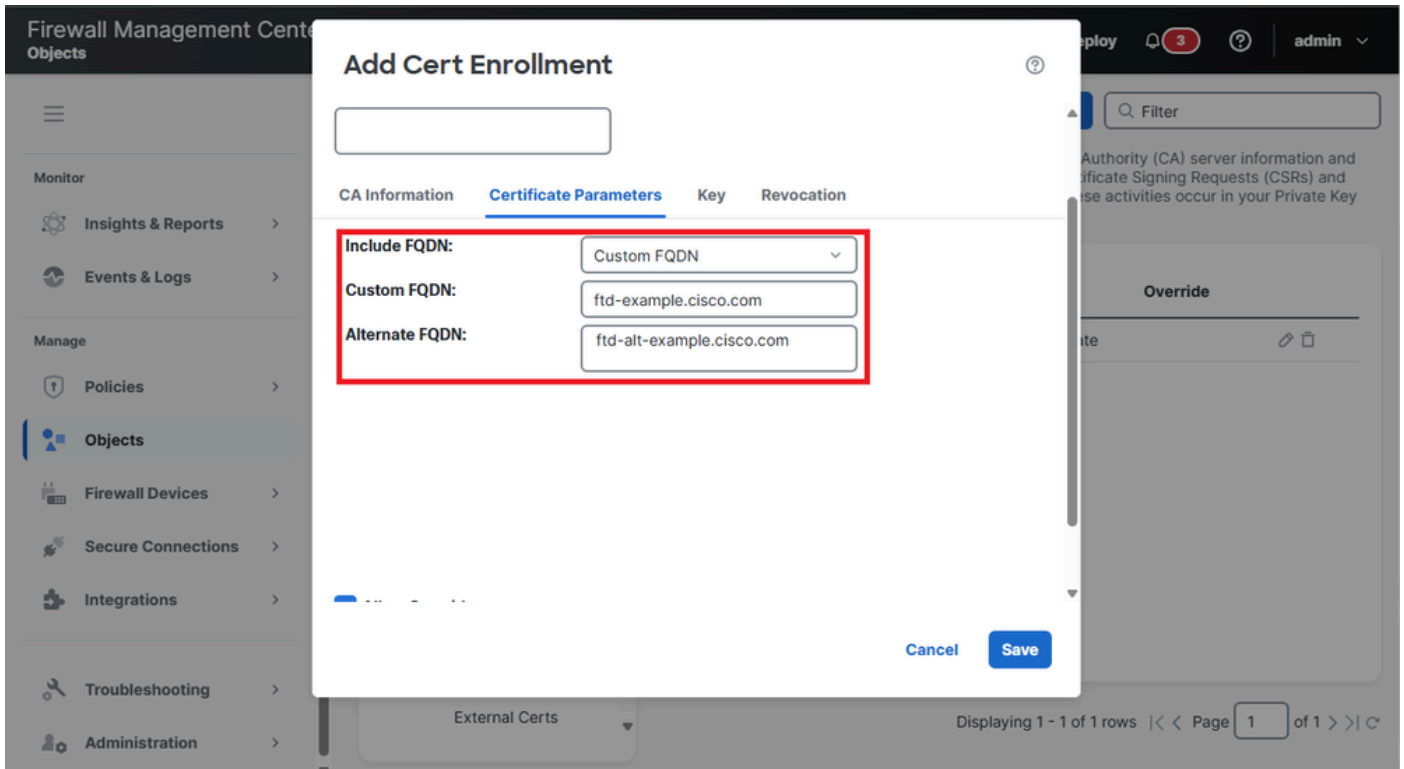 Firewall Management Cente
Objects
eploy
3
admin
Add Cert Enrollment
Filter
Authority (CA) server information and
tificate Signing Requests (CSRs) and
ese activities occur in your Private Key
Monitor
Insights & Reports
Events & Logs
Manage
Policies
Objects
Firewall Devices
Secure Connections
Integrations
Troubleshooting
Administration
CA Information
Certificate Parameters
Key
Revocation
Include FQDN:
Custom FQDN
Custom FQDN:
ftd-example.cisco.com
Alternate FQDN:
ftd-alt-example.cisco.com
Override
ate
Cancel
Save
External Certs
Displaying 1 - 1 of 1 rows |< < Page 1 of 1 > >|